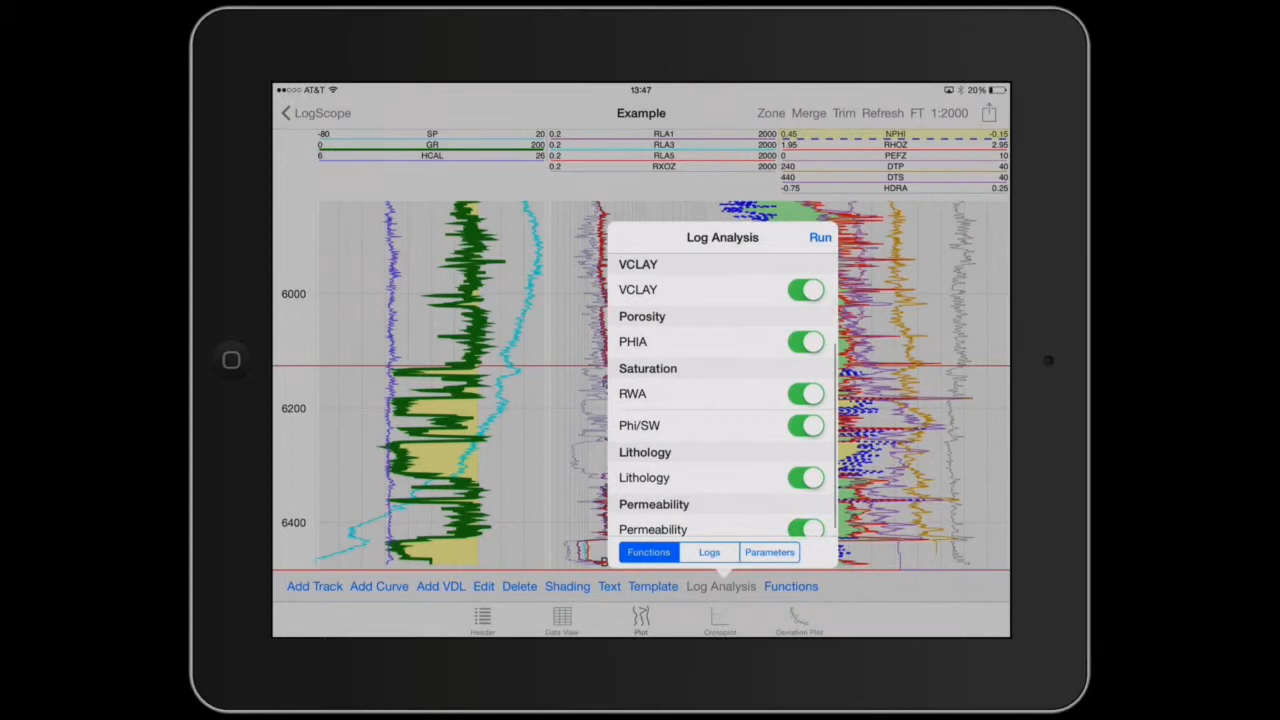 AT&T 13:47 20%
LogScope Example Zone Merge Trim Refresh FT 1:2000
-80 SP 20 0.2 RLA1 2000 0.45 NPHI -0.15
0 GR 200 0.2 RLA3 2000 1.95 RHOZ 2.95
6 HCAL 26 0.2 RLA5 2000 0 PEFZ 10
0.2 RXOZ 2000 240 DTP 40
440 DTS 40
-0.75 HDRA 0.25
Log Analysis Run
VCLAY
VCLAY
Porosity
PHIA
Saturation
RWA
Phi/SW
Lithology
Lithology
Permeability
Permeability
Functions Logs Parameters
6000
6200
6400
Add Track Add Curve Add VDL Edit Delete Shading Text Template Log Analysis Functions
Header Data View Plot Crossplot Deviation Plot